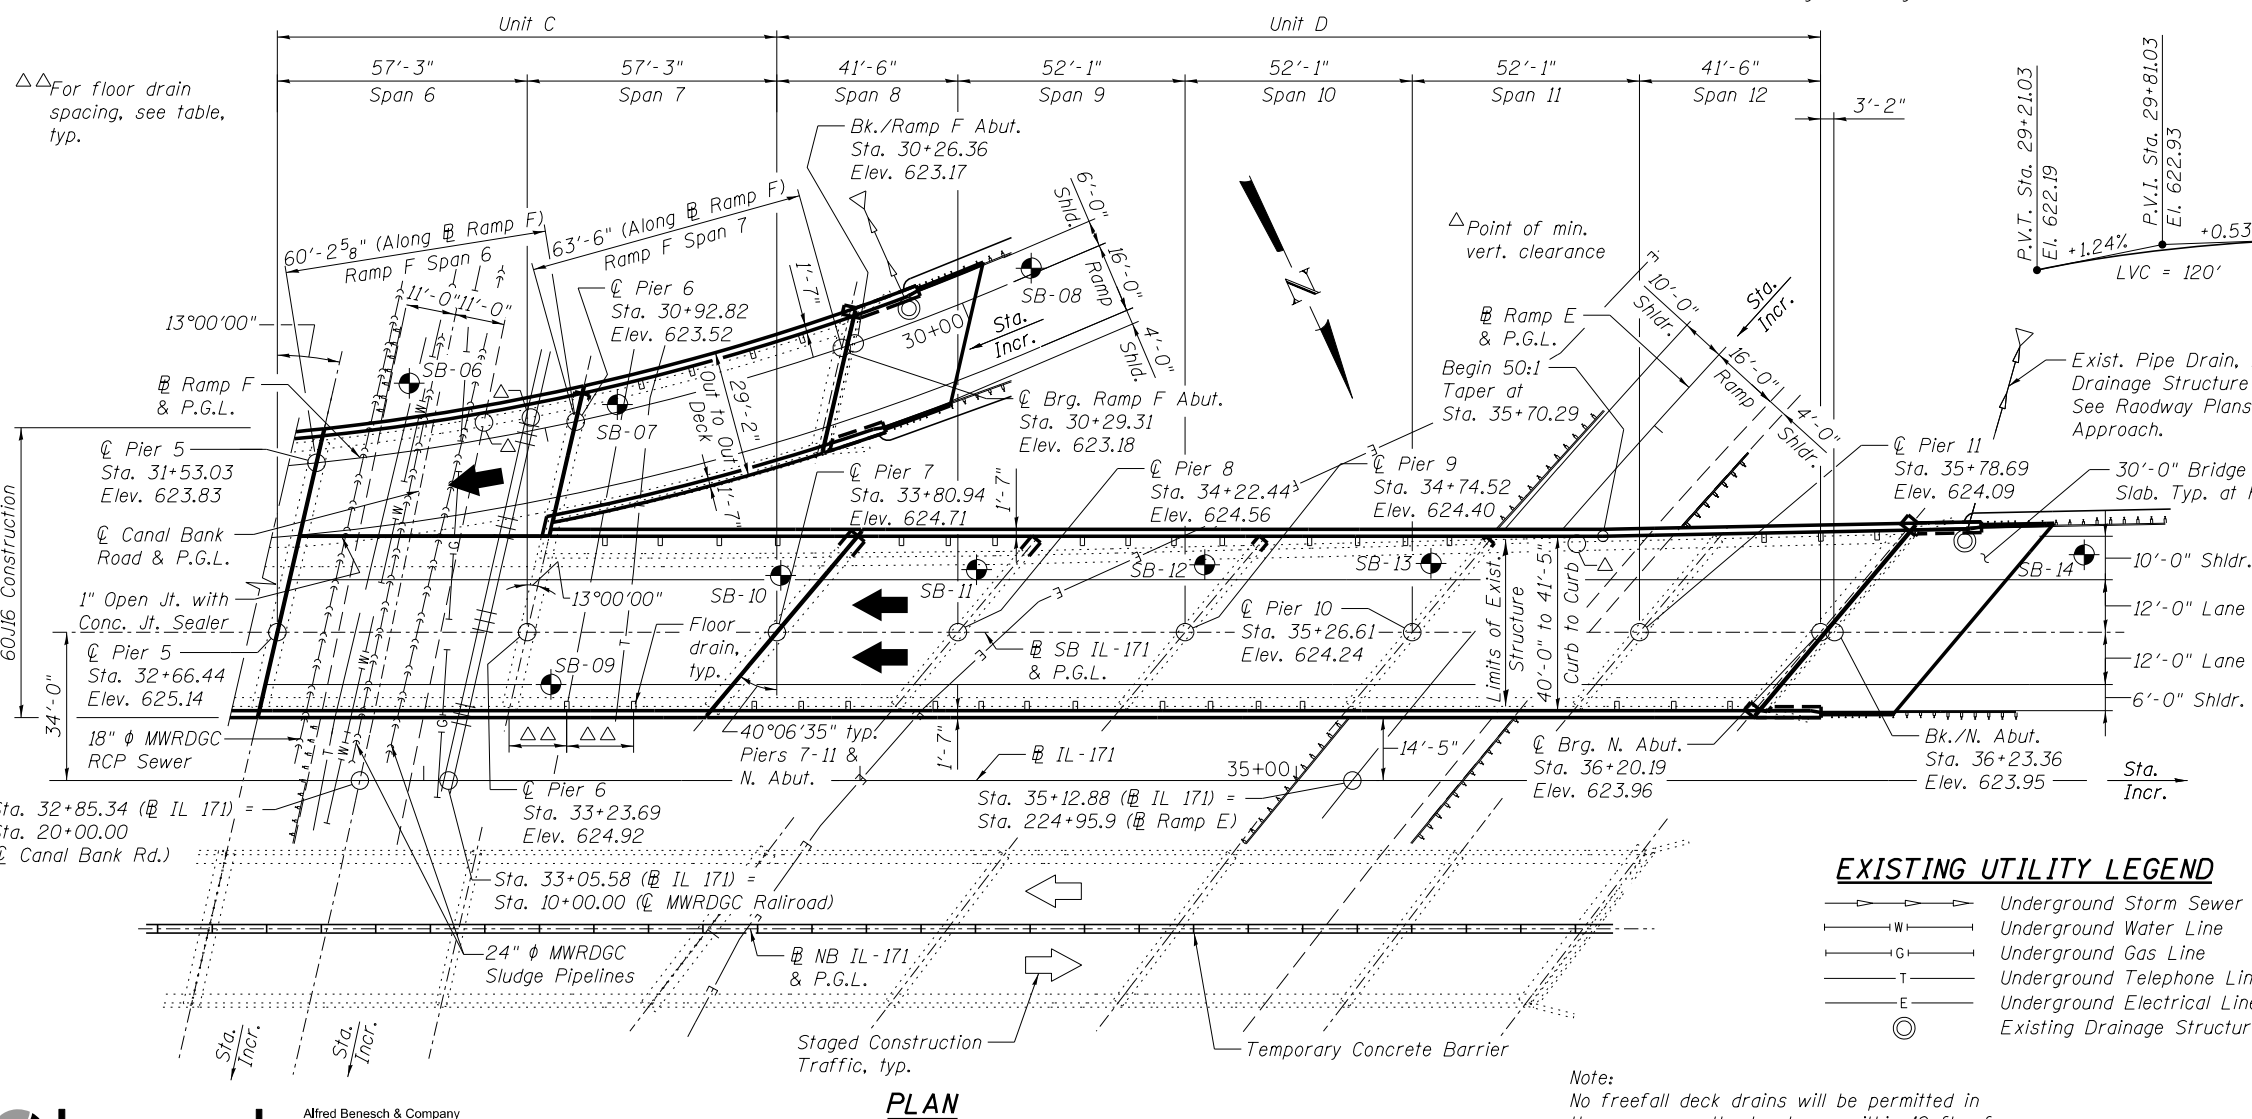 Unit C
Unit D
57'-3"
Span 6
57'-3"
Span 7
41'-6"
Span 8
52'-1"
Span 9
52'-1"
Span 10
52'-1"
Span 11
41'-6"
Span 12
3'-2"
△△For floor drain
spacing, see table,
typ.
Bk./Ramp F Abut.
Sta. 30+26.36
Elev. 623.17
P.V.T. Sta. 29+21.03
El. 622.19
P.V.I. Sta. 29+81.03
El. 622.93
+1.24%
+0.53
LVC = 120'
60'-2⅝" (Along ⅊ Ramp F)
Ramp F Span 6
63'-6" (Along ⅊ Ramp F)
Ramp F Span 7
11'-0"
11'-0"
13°00'00"
1'-7"
6'-0"
Shld.
16'-0"
Ramp
4'-0"
Shld.
N
△Point of min.
vert. clearance
10'-0"
Shldr.
16'-0"
Ramp
4'-0"
Shldr.
Sta.
Incr.
℄ Pier 6
Sta. 30+92.82
Elev. 623.52
SB-08
30+00
Sta.
Incr.
⅊ Ramp E
& P.G.L.
Begin 50:1
Taper at
Sta. 35+70.29
Exist. Pipe Drain,
Drainage Structure
See Raodway Plans
Approach.
⅊ Ramp F
& P.G.L.
SB-06
SB-07
Out to Out
Deck
29'-2"
1'-7"
℄ Brg. Ramp F Abut.
Sta. 30+29.31
Elev. 623.18
℄ Pier 5
Sta. 31+53.03
Elev. 623.83
℄ Pier 7
Sta. 33+80.94
Elev. 624.71
1'-7"
℄ Pier 8
Sta. 34+22.44
Elev. 624.56
℄ Pier 9
Sta. 34+74.52
Elev. 624.40
℄ Pier 11
Sta. 35+78.69
Elev. 624.09
30'-0" Bridge
Slab. Typ. at
60J16 Construction
℄ Canal Bank
Road & P.G.L.
1" Open Jt. with
Conc. Jt. Sealer
13°00'00"
SB-10
SB-11
SB-12
SB-13
SB-14
10'-0" Shldr.
12'-0" Lane
12'-0" Lane
6'-0" Shldr.
℄ Pier 10
Sta. 35+26.61
Elev. 624.24
Limits of Exist.
Structure
40'-0" to 41'-5"
Curb to Curb
34'-0"
℄ Pier 5
Sta. 32+66.44
Elev. 625.14
SB-09
Floor
drain,
typ.
⅊ SB IL-171
& P.G.L.
18" φ MWRDGC
RCP Sewer
40°06'35" typ.
Piers 7-11 &
N. Abut.
1'-7"
⅊ IL-171
14'-5"
35+00
℄ Brg. N. Abut.
Sta. 36+20.19
Elev. 623.96
Bk./N. Abut.
Sta. 36+23.36
Elev. 623.95
Sta.
Incr.
Sta. 32+85.34 (⅊ IL 171) =
Sta. 20+00.00
℄ Canal Bank Rd.)
℄ Pier 6
Sta. 33+23.69
Elev. 624.92
Sta. 35+12.88 (⅊ IL 171) =
Sta. 224+95.9 (⅊ Ramp E)
Sta. 33+05.58 (⅊ IL 171) =
Sta. 10+00.00 (℄ MWRDGC Raliroad)
24" φ MWRDGC
Sludge Pipelines
⅊ NB IL-171
& P.G.L.
Sta.
Incr.
Sta.
Incr.
Staged Construction
Traffic, typ.
Temporary Concrete Barrier
EXISTING UTILITY LEGEND
Underground Storm Sewer
W Underground Water Line
G Underground Gas Line
T Underground Telephone Lin
E Underground Electrical Line
Existing Drainage Structur
PLAN
Note:
No freefall deck drains will be permitted in
Alfred Benesch & Company